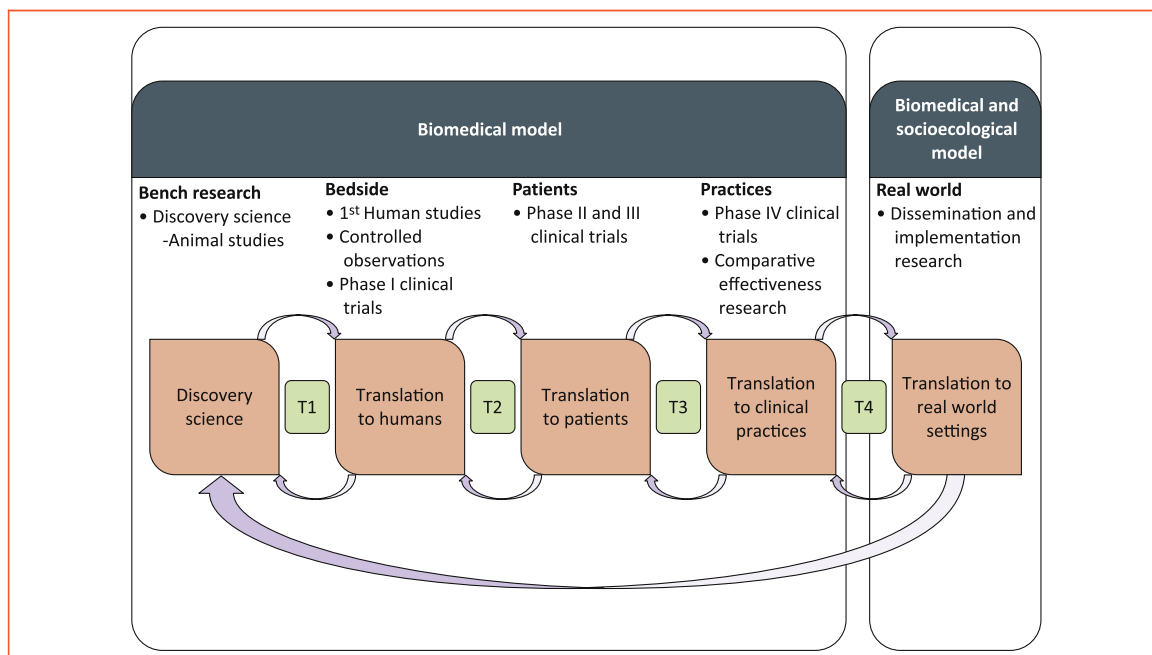 Biomedical model
Biomedical and
socioecological
model
Bench research
• Discovery science
-Animal studies
Bedside
• 1st Human studies
• Controlled
observations
• Phase I clinical
trials
Patients
• Phase II and III
clinical trials
Practices
• Phase IV clinical
trials
• Comparative
effectiveness
research
Real world
• Dissemination and
implementation
research
Discovery
science
T1
Translation
to humans
T2
Translation
to patients
T3
Translation
to clinical
practices
T4
Translation to
real world
settings